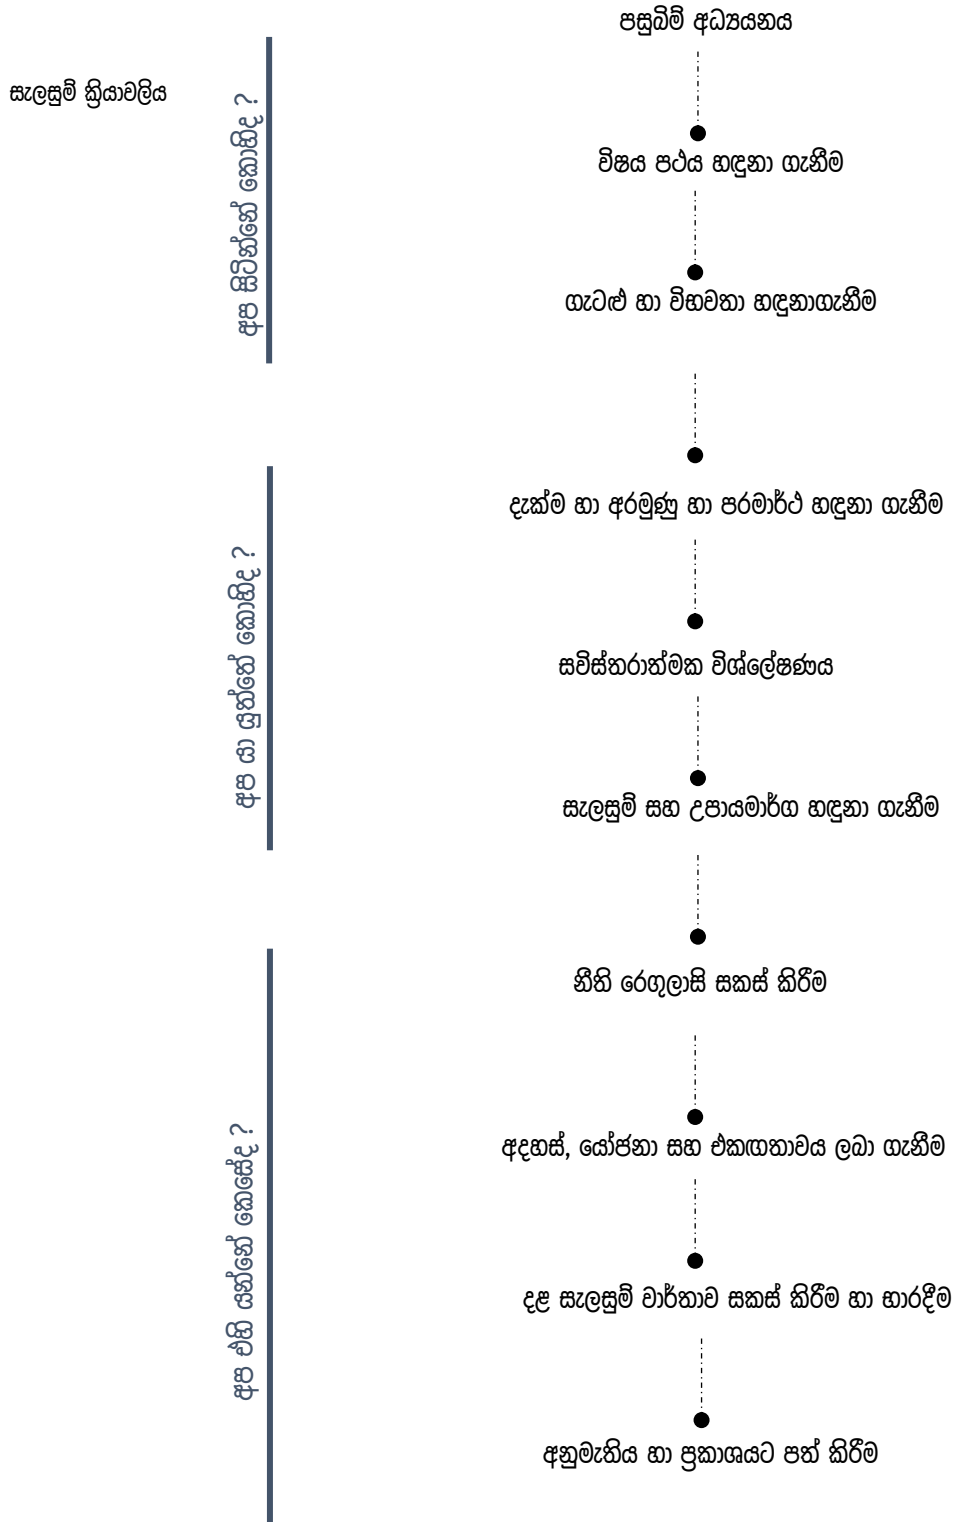 පසුබිම් අධ්‍යයනය
සැලසුම් ක්‍රියාවලිය
අප සිටින්නේ කොහිද ?
විෂය පථය හඳුනා ගැනීම
ගැටළු හා විභවතා හඳුනාගැනීම
දැක්ම හා අරමුණු හා පරමාර්ථ හඳුනා ගැනීම
අප යා යුත්තේ කොහිද ?
සවිස්තරාත්මක විශ්ලේෂණය
සැලසුම් සහ උපායමාර්ග හඳුනා ගැනීම
නීති රෙගුලාසි සකස් කිරීම
අප එහි යන්නේ කෙසේද ?
අදහස්, යෝජනා සහ එකඟතාවය ලබා ගැනීම
දළ සැලසුම් වාර්තාව සකස් කිරීම හා භාරදීම
අනුමැතිය හා ප්‍රකාශයට පත් කිරීම